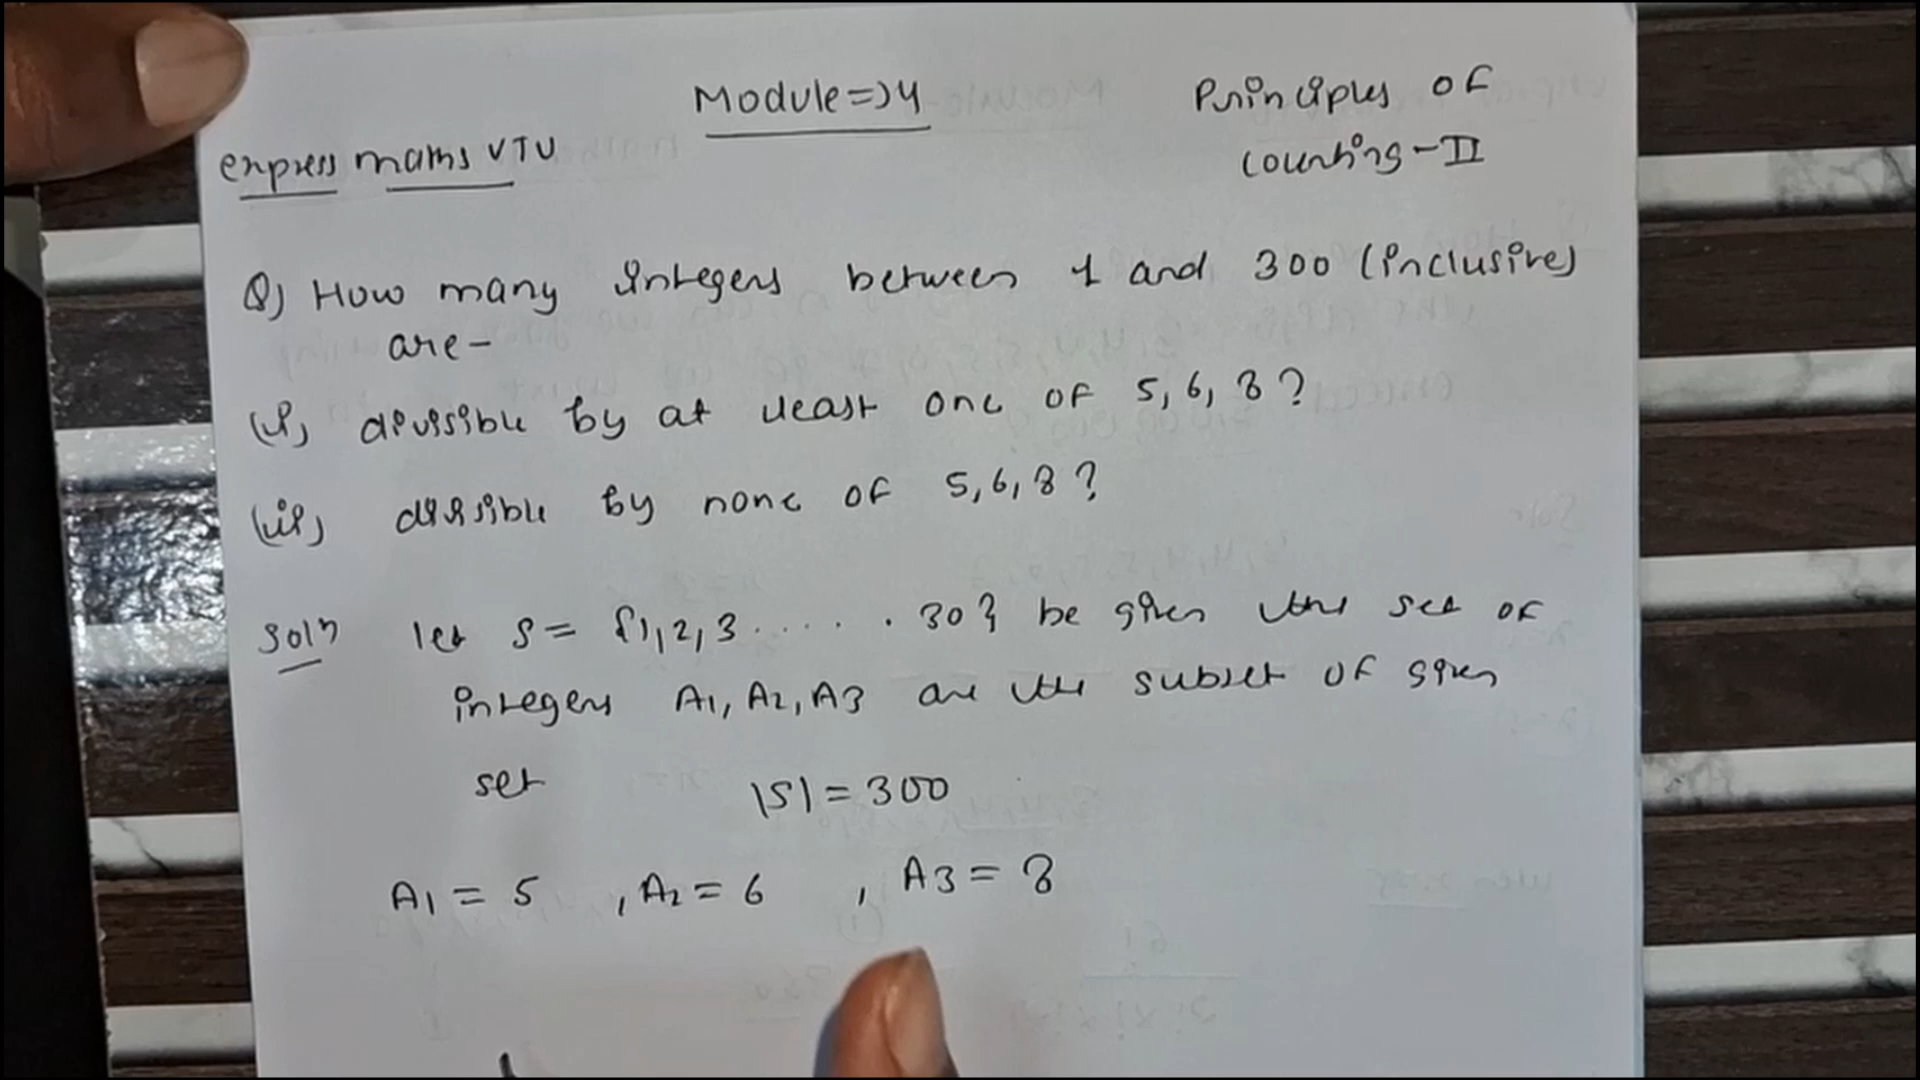 Module => 4
Principles of
counting - II
express maths VTU
Q) How many integers between 1 and 300 (inclusive)
are -
(i) divisible by at least one of 5, 6, 8 ?
(ii) divisible by none of 5, 6, 8 ?
Soln let S = {1, 2, 3 ...... 30} be given the set of
integers A1, A2, A3 are the subset of given
set |S| = 300
A1 = 5 , A2 = 6 , A3 = 8